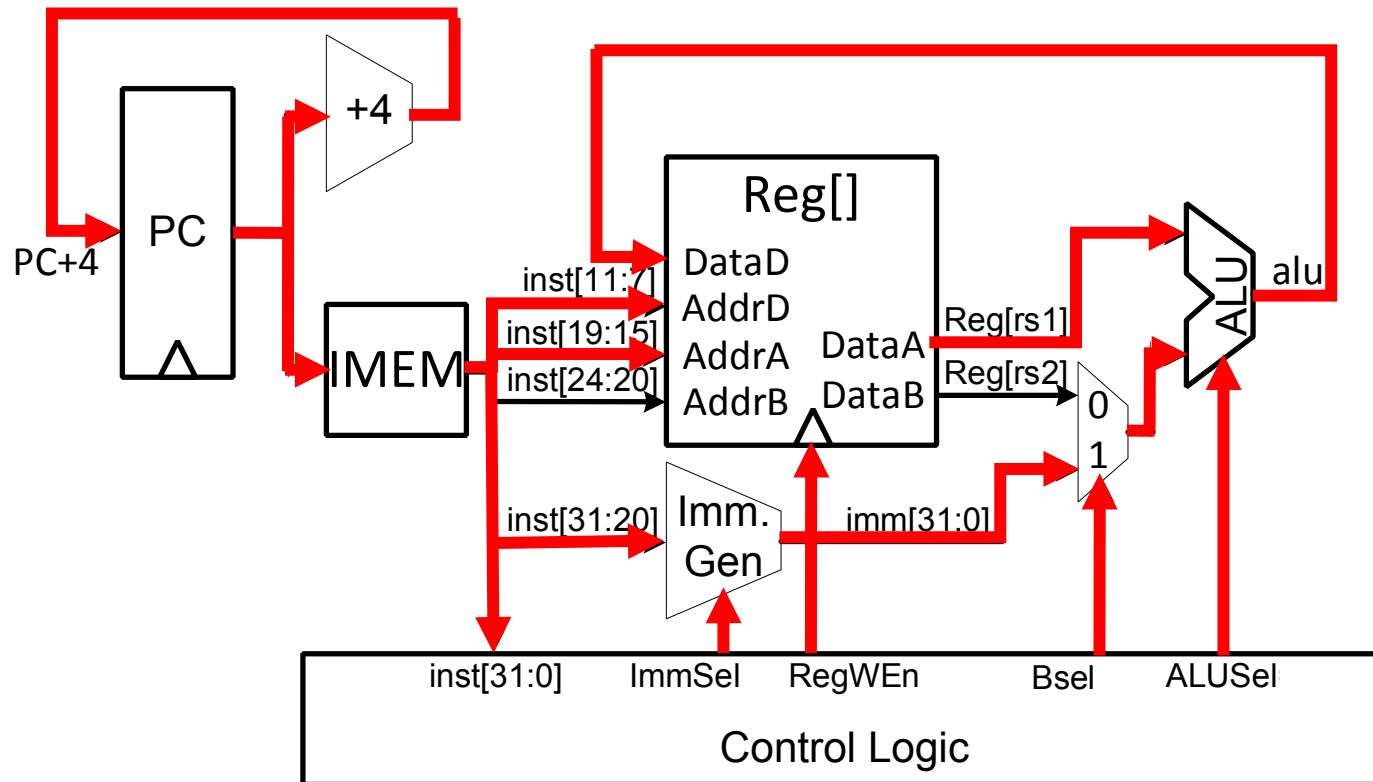 +4
PC
PC+4
Reg[]
DataD
inst[11:7]
AddrD
inst[19:15]
AddrA
inst[24:20]
AddrB
DataA
DataB
Reg[rs1]
Reg[rs2]
IMEM
ALU
alu
0
1
inst[31:20]
Imm.
Gen
imm[31:0]
inst[31:0]
ImmSel
RegWEn
Bsel
ALUSel
Control Logic